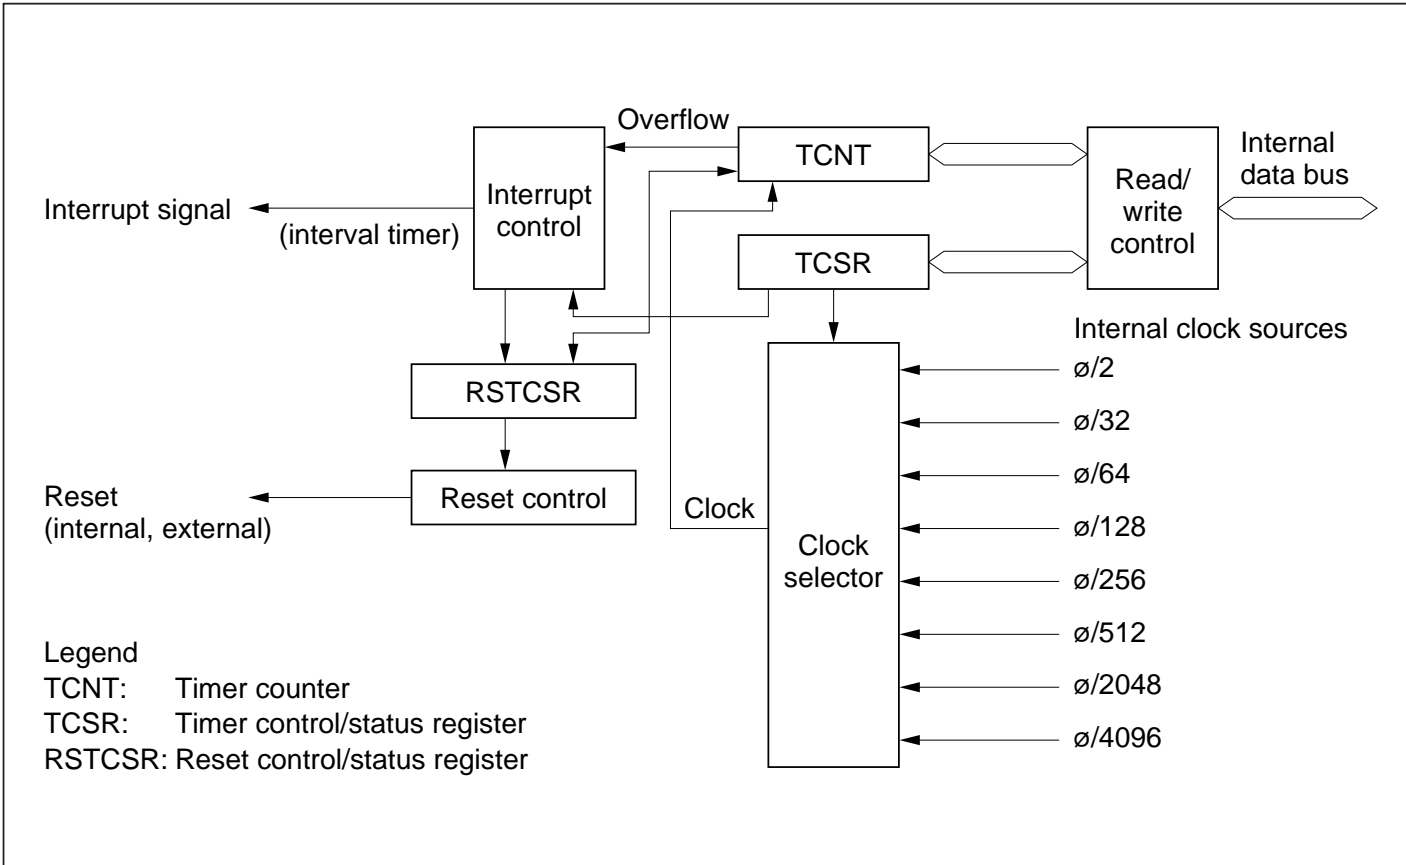 Overflow
TCNT
Internal
data bus
Interrupt
control
Read/
write
control
Interrupt signal
(interval timer)
TCSR
Internal clock sources
ø/2
RSTCSR
ø/32
ø/64
Reset
(internal, external)
Reset control
Clock
ø/128
Clock
selector
ø/256
ø/512
ø/2048
ø/4096
Legend
TCNT: Timer counter
TCSR: Timer control/status register
RSTCSR: Reset control/status register